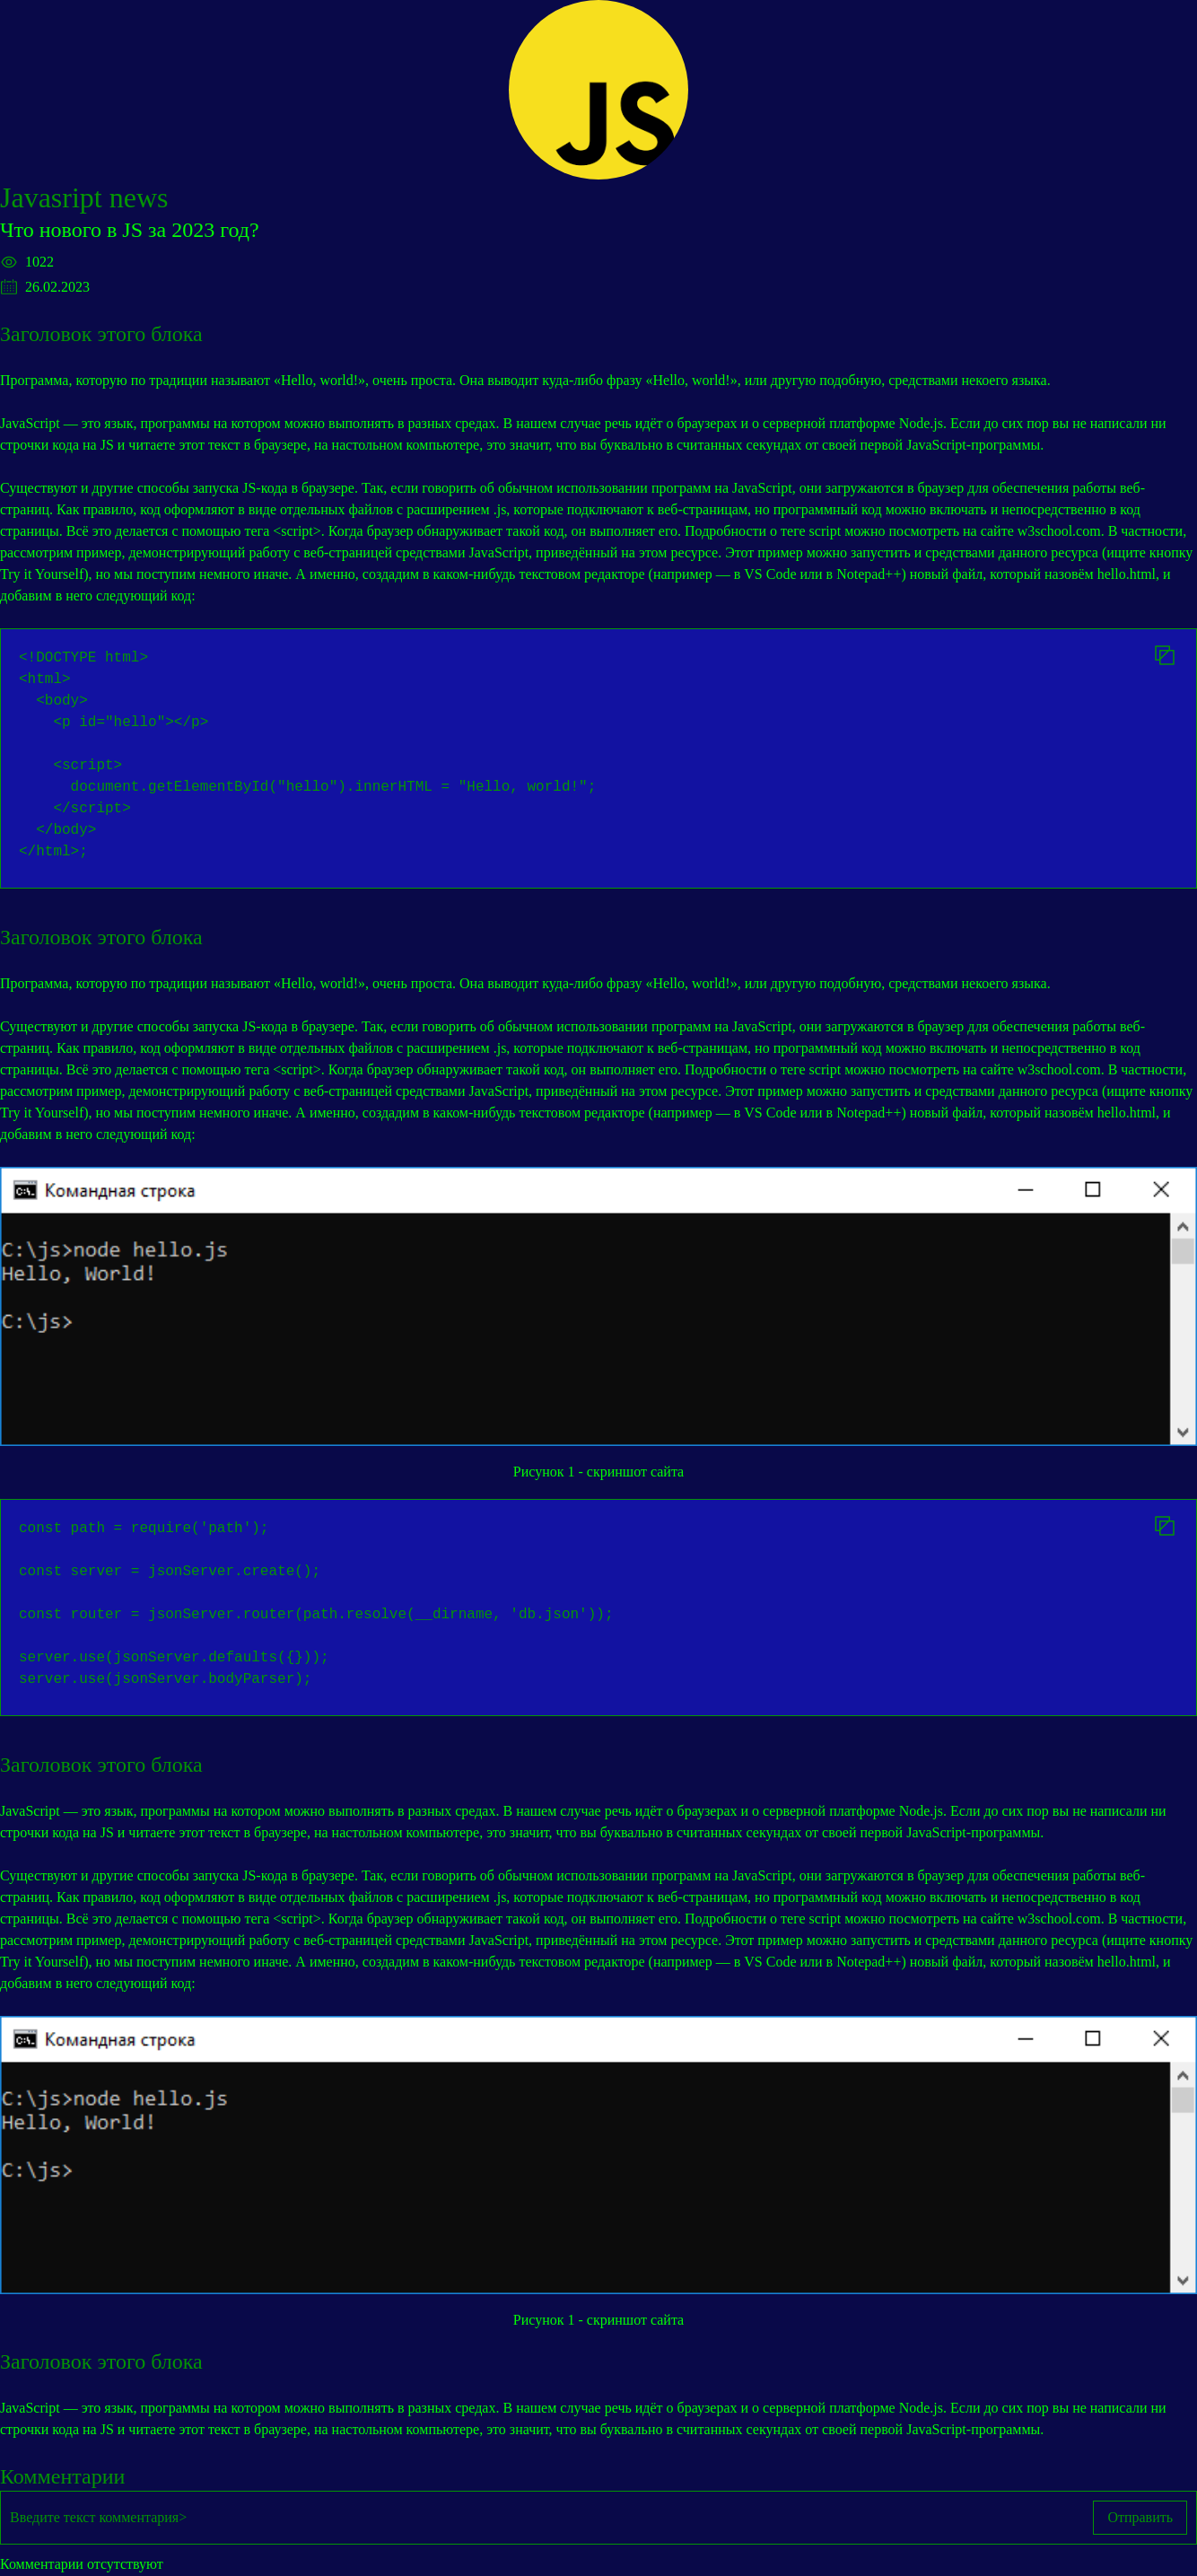 JS
Javasript news
Что нового в JS за 2023 год?
1022
26.02.2023
Заголовок этого блока
Программа, которую по традиции называют «Hello, world!», очень проста. Она выводит куда-либо фразу «Hello, world!», или другую подобную, средствами некоего языка.
JavaScript — это язык, программы на котором можно выполнять в разных средах. В нашем случае речь идёт о браузерах и о серверной платформе Node.js. Если до сих пор вы не написали ни
строчки кода на JS и читаете этот текст в браузере, на настольном компьютере, это значит, что вы буквально в считанных секундах от своей первой JavaScript-программы.
Существуют и другие способы запуска JS-кода в браузере. Так, если говорить об обычном использовании программ на JavaScript, они загружаются в браузер для обеспечения работы веб-
страниц. Как правило, код оформляют в виде отдельных файлов с расширением .js, которые подключают к веб-страницам, но программный код можно включать и непосредственно в код
страницы. Всё это делается с помощью тега <script>. Когда браузер обнаруживает такой код, он выполняет его. Подробности о теге script можно посмотреть на сайте w3school.com. В частности,
рассмотрим пример, демонстрирующий работу с веб-страницей средствами JavaScript, приведённый на этом ресурсе. Этот пример можно запустить и средствами данного ресурса (ищите кнопку
Try it Yourself), но мы поступим немного иначе. А именно, создадим в каком-нибудь текстовом редакторе (например — в VS Code или в Notepad++) новый файл, который назовём hello.html, и
добавим в него следующий код:
<!DOCTYPE html>
<html>
<body>
<p id="hello"></p>
<script>
document.getElementById("hello").innerHTML = "Hello, world!";
</script>
</body>
</html>;
Заголовок этого блока
Программа, которую по традиции называют «Hello, world!», очень проста. Она выводит куда-либо фразу «Hello, world!», или другую подобную, средствами некоего языка.
Существуют и другие способы запуска JS-кода в браузере. Так, если говорить об обычном использовании программ на JavaScript, они загружаются в браузер для обеспечения работы веб-
страниц. Как правило, код оформляют в виде отдельных файлов с расширением .js, которые подключают к веб-страницам, но программный код можно включать и непосредственно в код
страницы. Всё это делается с помощью тега <script>. Когда браузер обнаруживает такой код, он выполняет его. Подробности о теге script можно посмотреть на сайте w3school.com. В частности,
рассмотрим пример, демонстрирующий работу с веб-страницей средствами JavaScript, приведённый на этом ресурсе. Этот пример можно запустить и средствами данного ресурса (ищите кнопку
Try it Yourself), но мы поступим немного иначе. А именно, создадим в каком-нибудь текстовом редакторе (например — в VS Code или в Notepad++) новый файл, который назовём hello.html, и
добавим в него следующий код:
Командная строка
C:\js>node hello.js
Hello, World!
C:\js>
Рисунок 1 - скриншот сайта
const path = require('path');
const server = jsonServer.create();
const router = jsonServer.router(path.resolve(__dirname, 'db.json'));
server.use(jsonServer.defaults({}));
server.use(jsonServer.bodyParser);
Заголовок этого блока
JavaScript — это язык, программы на котором можно выполнять в разных средах. В нашем случае речь идёт о браузерах и о серверной платформе Node.js. Если до сих пор вы не написали ни
строчки кода на JS и читаете этот текст в браузере, на настольном компьютере, это значит, что вы буквально в считанных секундах от своей первой JavaScript-программы.
Существуют и другие способы запуска JS-кода в браузере. Так, если говорить об обычном использовании программ на JavaScript, они загружаются в браузер для обеспечения работы веб-
страниц. Как правило, код оформляют в виде отдельных файлов с расширением .js, которые подключают к веб-страницам, но программный код можно включать и непосредственно в код
страницы. Всё это делается с помощью тега <script>. Когда браузер обнаруживает такой код, он выполняет его. Подробности о теге script можно посмотреть на сайте w3school.com. В частности,
рассмотрим пример, демонстрирующий работу с веб-страницей средствами JavaScript, приведённый на этом ресурсе. Этот пример можно запустить и средствами данного ресурса (ищите кнопку
Try it Yourself), но мы поступим немного иначе. А именно, создадим в каком-нибудь текстовом редакторе (например — в VS Code или в Notepad++) новый файл, который назовём hello.html, и
добавим в него следующий код:
Командная строка
C:\js>node hello.js
Hello, World!
C:\js>
Рисунок 1 - скриншот сайта
Заголовок этого блока
JavaScript — это язык, программы на котором можно выполнять в разных средах. В нашем случае речь идёт о браузерах и о серверной платформе Node.js. Если до сих пор вы не написали ни
строчки кода на JS и читаете этот текст в браузере, на настольном компьютере, это значит, что вы буквально в считанных секундах от своей первой JavaScript-программы.
Комментарии
Введите текст комментария>
Отправить
Комментарии отсутствуют